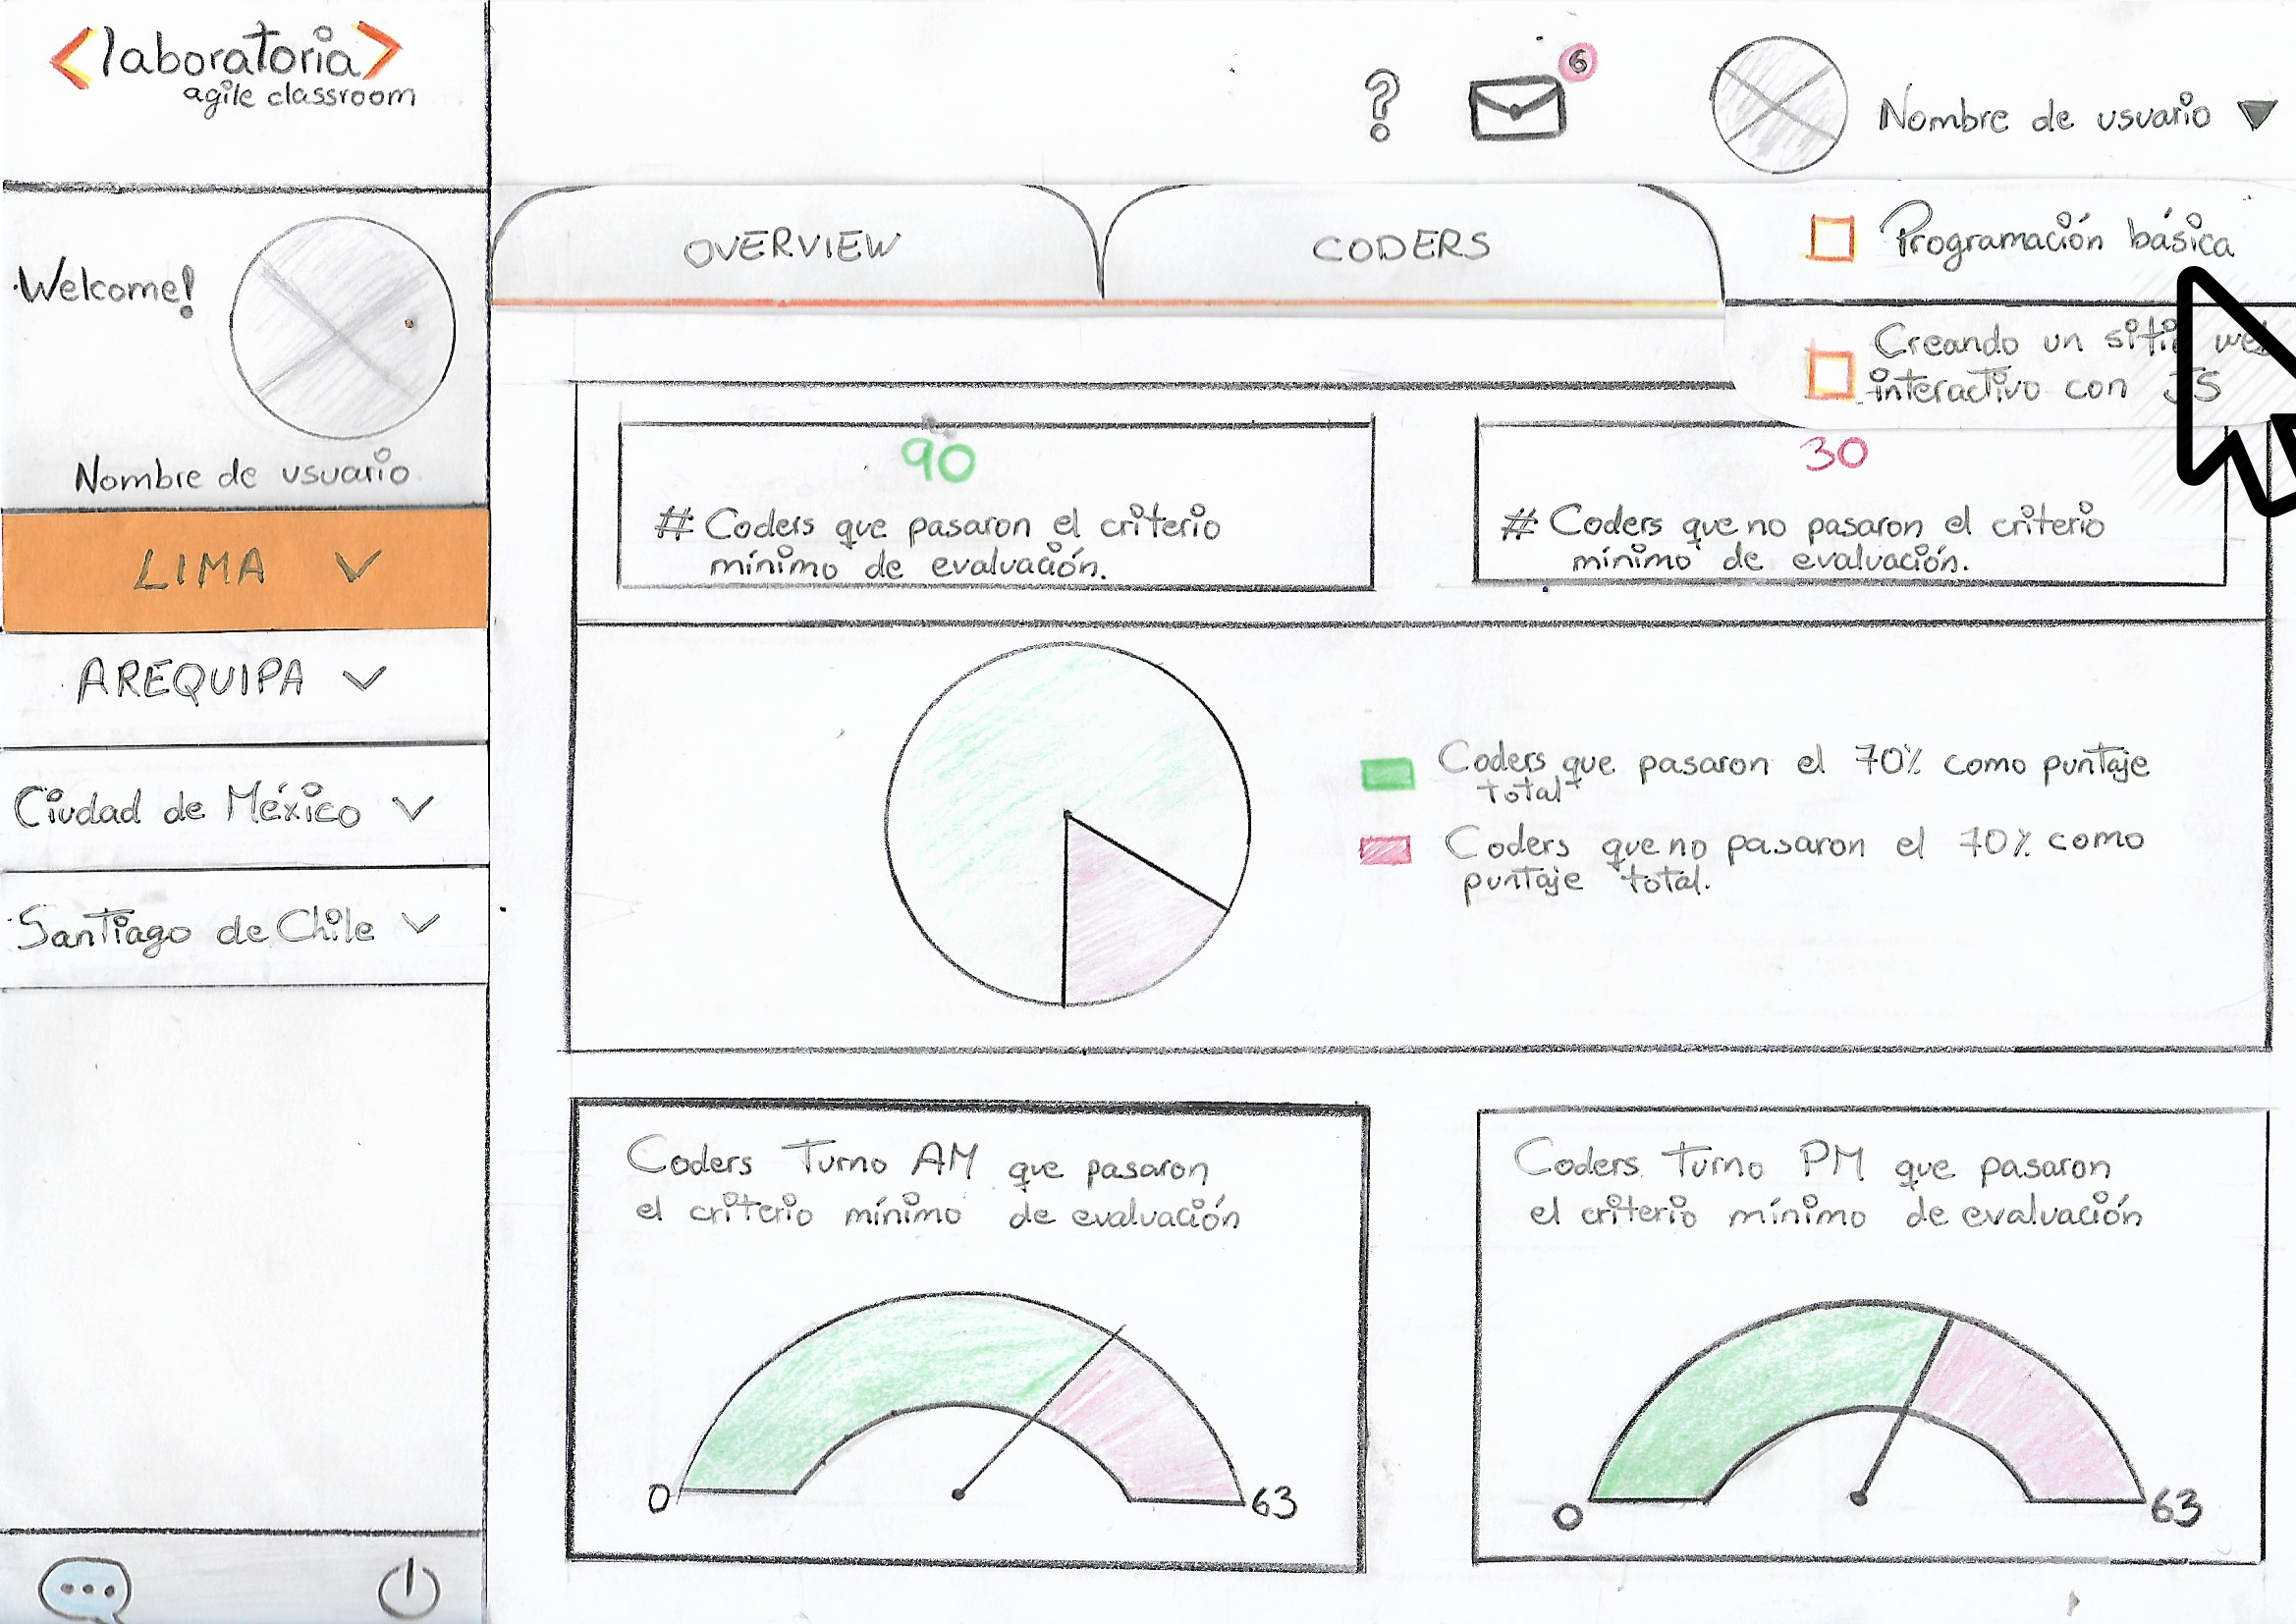 <laboratoria>
agile classroom
?
6
Nombre de usuario
Welcome!
Nombre de usuario
LIMA
AREQUIPA
Ciudad de México
Santiago de Chile
OVERVIEW
CODERS
Programación básica
Creando un sitio web
interactivo con JS
90
# Coders que pasaron el criterio
mínimo de evaluación.
30
# Coders que no pasaron el criterio
mínimo de evaluación.
Coders que pasaron el 70% como puntaje
total
Coders que no pasaron el 70% como
puntaje total.
Coders Turno AM que pasaron
el criterio mínimo de evaluación
0
63
Coders Turno PM que pasaron
el criterio mínimo de evaluación
0
63